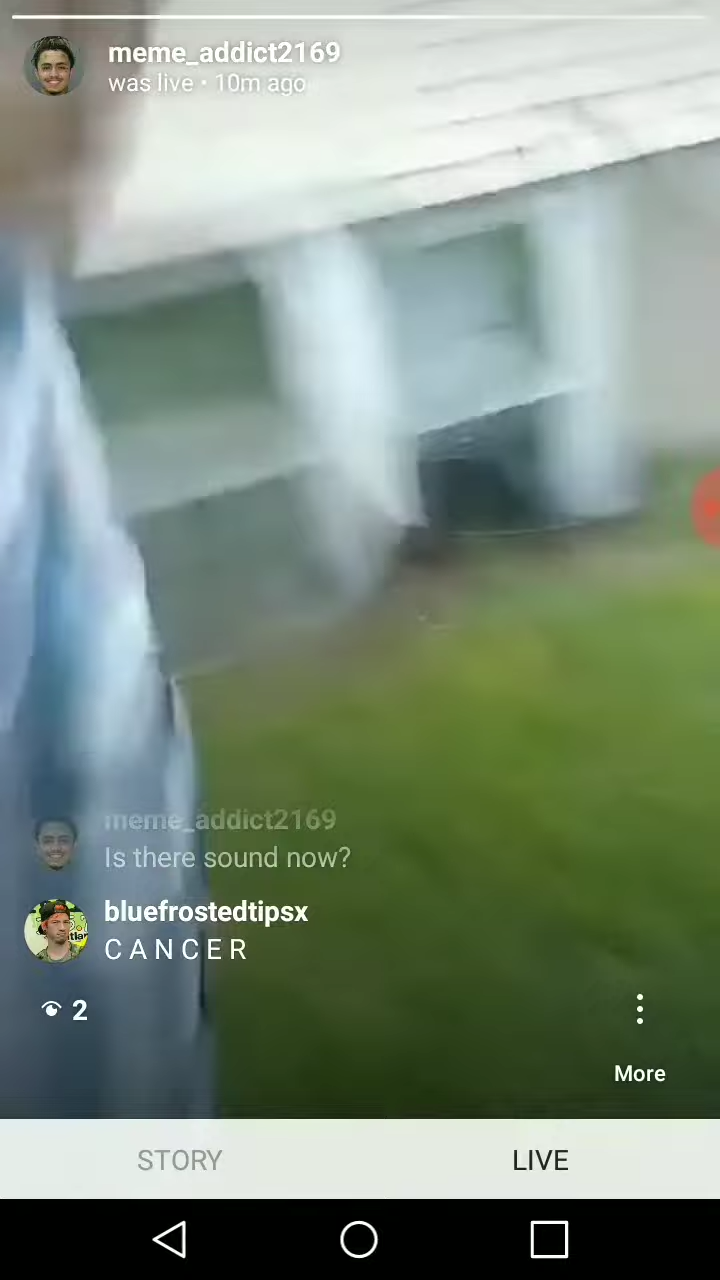 meme_addict2169
was live • 10m ago
meme_addict2169
Is there sound now?
bluefrostedtipsx
C A N C E R
2
More
STORY
LIVE